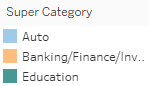 Super Category
Auto
Banking/Finance/Inv..
Education